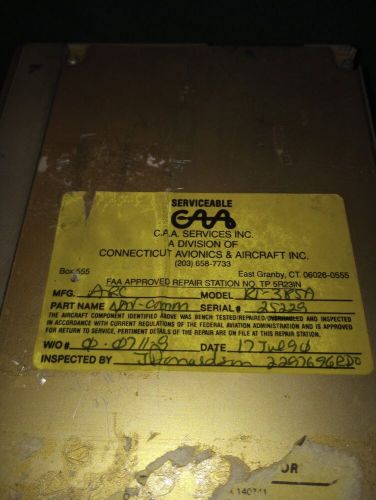 SERVICEABLE
CAA
C.A.A. SERVICES INC.
A DIVISION OF
CONNECTICUT AVIONICS & AIRCRAFT INC.
(203) 658-7733
Box 555 East Granby, CT. 06026-0555
FAA APPROVED REPAIR STATION NO. TP 5R23IN
MFG. ARC MODEL RT-385A
PART NAME NAV-COMM SERIAL# 25229
THE AIRCRAFT COMPONENT IDENTIFIED ABOVE WAS BENCH TESTED/REPAIRED/OVERHAULED AND INSPECTED
IN ACCORDANCE WITH CURRENT REGULATIONS OF THE FEDERAL AVIATION ADMINISTRATION AND IS APPROVED
FOR RETURN TO SERVICE. PERTINENT DETAILS OF THE REPAIR ARE ON FILE AT THIS REPAIR STATION.
W/O# DATE 17 Jul 90
INSPECTED BY
OR